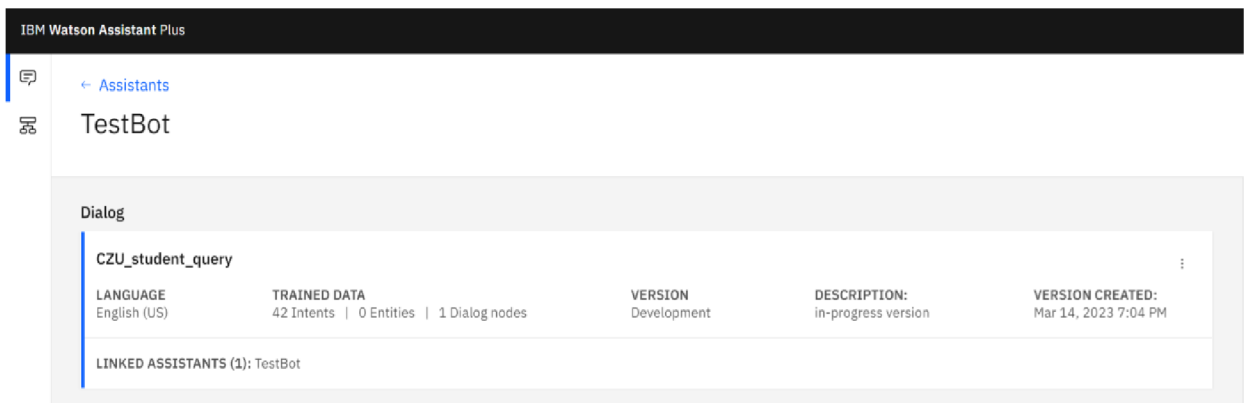 IBM Watson Assistant Plus
← Assistants
TestBot
Dialog
CZU_student_query
LANGUAGE TRAINED DATA VERSION DESCRIPTION: VERSION CREATED:
English (US) 42 Intents | 0 Entities | 1 Dialog nodes Development in-progress version Mar 14, 2023 7:04 PM
LINKED ASSISTANTS (1): TestBot